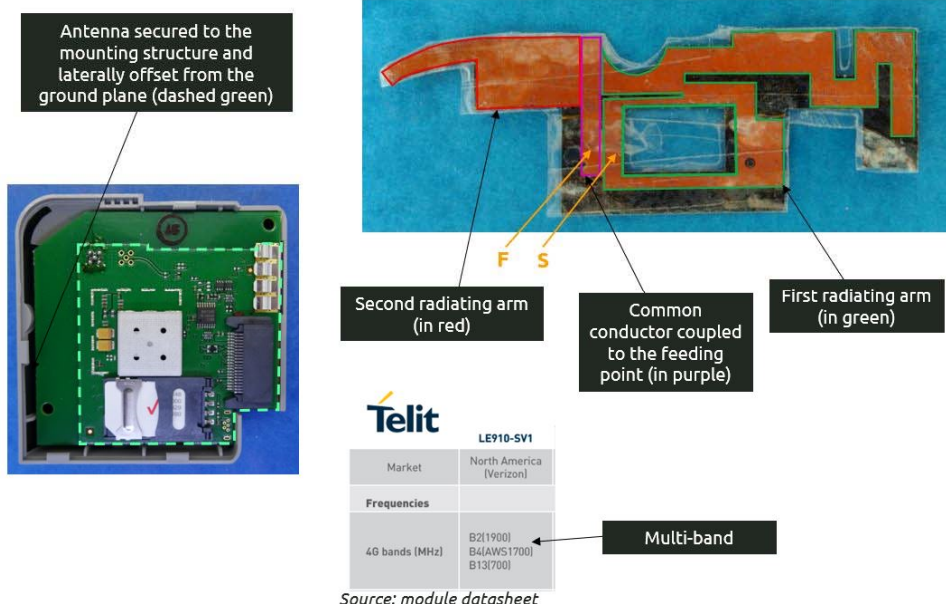 Antenna secured to the
mounting structure and
laterally offset from the
ground plane (dashed green)
F S
Second radiating arm
(in red)
Common
conductor coupled
to the feeding
point (in purple)
First radiating arm
(in green)
Telit
LE910-SV1
Market
North America
(Verizon)
Frequencies
4G bands (MHz)
B2(1900)
B4(AWS1700)
B13(700)
Multi-band
Source: module datasheet